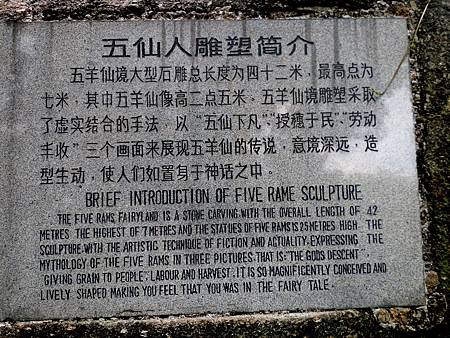 五仙人雕塑简介
五羊仙境大型石雕总长度为四十二米，最高点为
七米，其中五羊仙像高二点五米，五羊仙境雕塑采取
了虚实结合的手法，以“五仙下凡”、“授穗于民”、“劳动
丰收”三个画面来展现五羊仙的传说，意境深远，造
型生动，使人们如置身于神话之中。
BRIEF INTRODUCTION OF FIVE RAME SCULPTURE
THE FIVE RAMS FAIRYLAND IS A STONE CARVING WITH THE OVERALL LENGTH OF 42
METRES THE HIGHEST OF 7 METRES AND THE STATUES OF FIVE RAMS IS 2.5 METRES HIGH THE
SCULPTURE WITH THE ARTISTIC TECHNIQUE OF FICTION AND ACTUALITY EXPRESSING THE
MYTHOLOGY OF THE FIVE RAMS IN THREE PICTURES THAT IS "THE GODS DESCENT",
"GIVING GRAIN TO PEOPLE", LABOUR AND HARVEST". IT IS SO MAGNIFICENTLY CONCEIVED AND
LIVELY SHAPED MAKING YOU FEEL THAT YOU WAS IN THE FAIRY TALE.